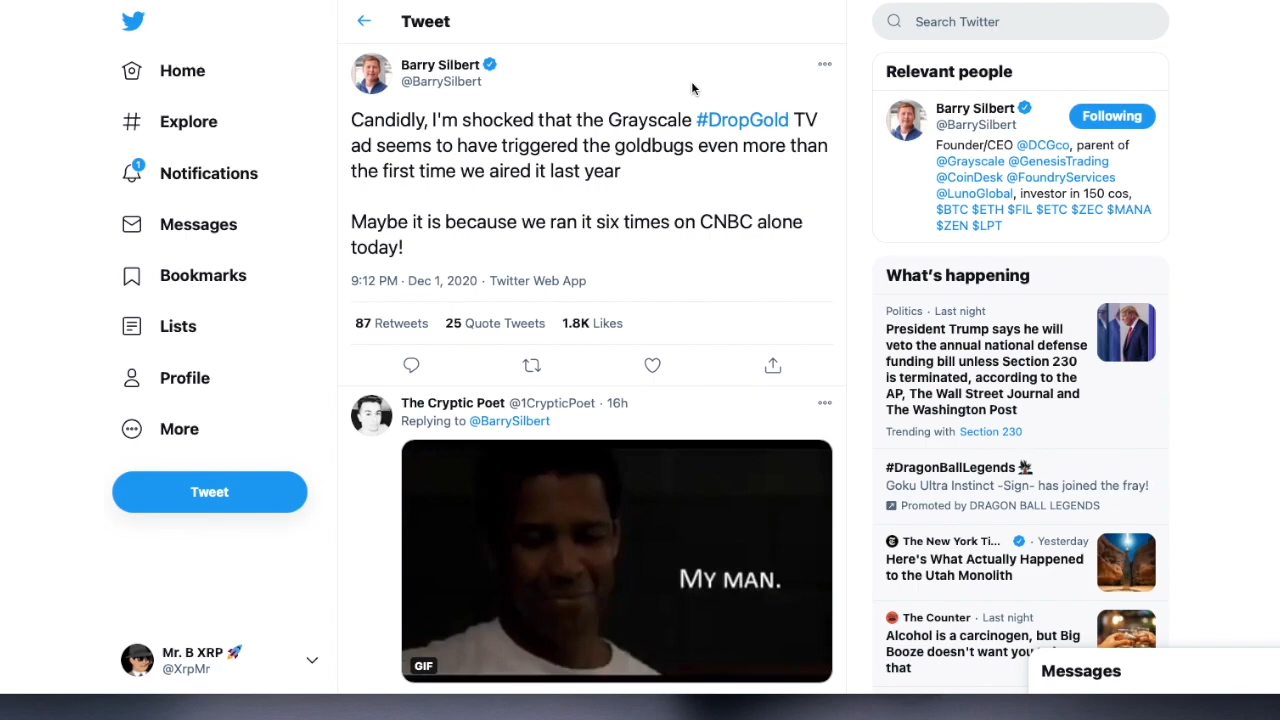 Home
Explore
1
Notifications
Messages
Bookmarks
Lists
Profile
More
Tweet
Mr. B XRP 🚀
@XrpMr
Tweet
Barry Silbert
@BarrySilbert
Candidly, I'm shocked that the Grayscale #DropGold TV
ad seems to have triggered the goldbugs even more than
the first time we aired it last year
Maybe it is because we ran it six times on CNBC alone
today!
9:12 PM · Dec 1, 2020 · Twitter Web App
87 Retweets 25 Quote Tweets 1.8K Likes
The Cryptic Poet @1CrypticPoet · 16h
Replying to @BarrySilbert
MY MAN.
GIF
Search Twitter
Relevant people
Barry Silbert
@BarrySilbert
Following
Founder/CEO @DCGco, parent of
@Grayscale @GenesisTrading
@CoinDesk @FoundryServices
@LunoGlobal, investor in 150 cos,
$BTC $ETH $FIL $ETC $ZEC $MANA
$ZEN $LPT
What's happening
Politics · Last night
President Trump says he will
veto the annual national defense
funding bill unless Section 230
is terminated, according to the
AP, The Wall Street Journal and
The Washington Post
Trending with Section 230
#DragonBallLegends
Goku Ultra Instinct -Sign- has joined the fray!
Promoted by DRAGON BALL LEGENDS
The New York Ti... · Yesterday
Here's What Actually Happened
to the Utah Monolith
The Counter · Last night
Alcohol is a carcinogen, but Big
Booze doesn't want you
that
Messages